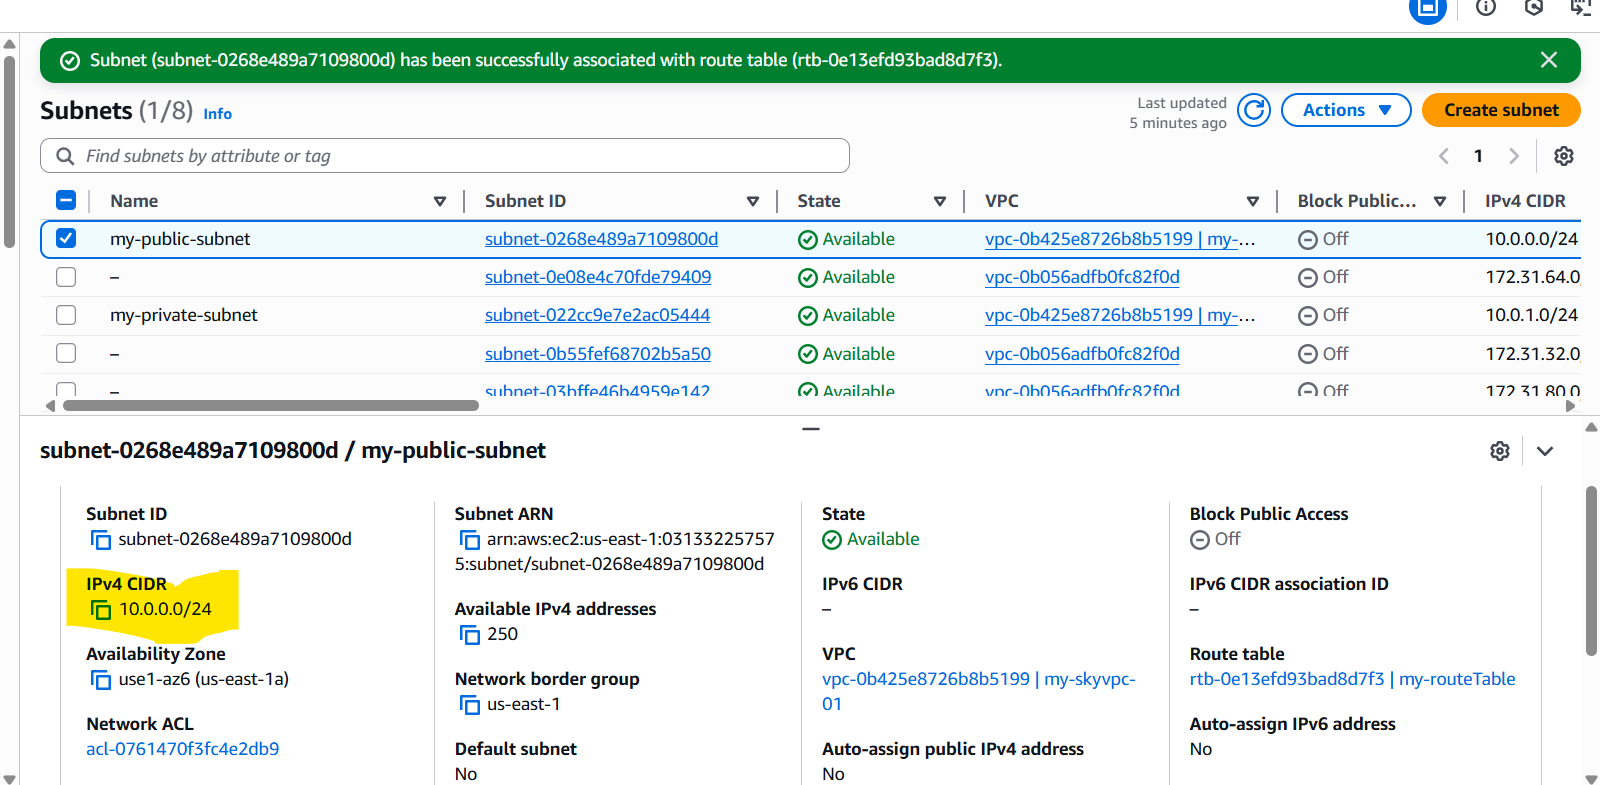 Subnet (subnet-0268e489a7109800d) has been successfully associated with route table (rtb-0e13efd93bad8d7f3).
Subnets (1/8) Info
Last updated
5 minutes ago
Actions
Create subnet
Find subnets by attribute or tag
1
Name Subnet ID State VPC Block Public... IPv4 CIDR
my-public-subnet subnet-0268e489a7109800d Available vpc-0b425e8726b8b5199 | my-... Off 10.0.0.0/24
– subnet-0e08e4c70fde79409 Available vpc-0b056adfb0fc82f0d Off 172.31.64.0
my-private-subnet subnet-022cc9e7e2ac05444 Available vpc-0b425e8726b8b5199 | my-... Off 10.0.1.0/24
– subnet-0b55fef68702b5a50 Available vpc-0b056adfb0fc82f0d Off 172.31.32.0
– subnet-03bffe46b4959e142 Available vpc-0b056adfb0fc82f0d Off 172.31.80.0
subnet-0268e489a7109800d / my-public-subnet
Subnet ID
subnet-0268e489a7109800d
IPv4 CIDR
10.0.0.0/24
Availability Zone
use1-az6 (us-east-1a)
Network ACL
acl-0761470f3fc4e2db9
Subnet ARN
arn:aws:ec2:us-east-1:03133225757
5:subnet/subnet-0268e489a7109800d
Available IPv4 addresses
250
Network border group
us-east-1
Default subnet
No
State
Available
IPv6 CIDR
–
VPC
vpc-0b425e8726b8b5199 | my-skyvpc-
01
Auto-assign public IPv4 address
No
Block Public Access
Off
IPv6 CIDR association ID
–
Route table
rtb-0e13efd93bad8d7f3 | my-routeTable
Auto-assign IPv6 address
No